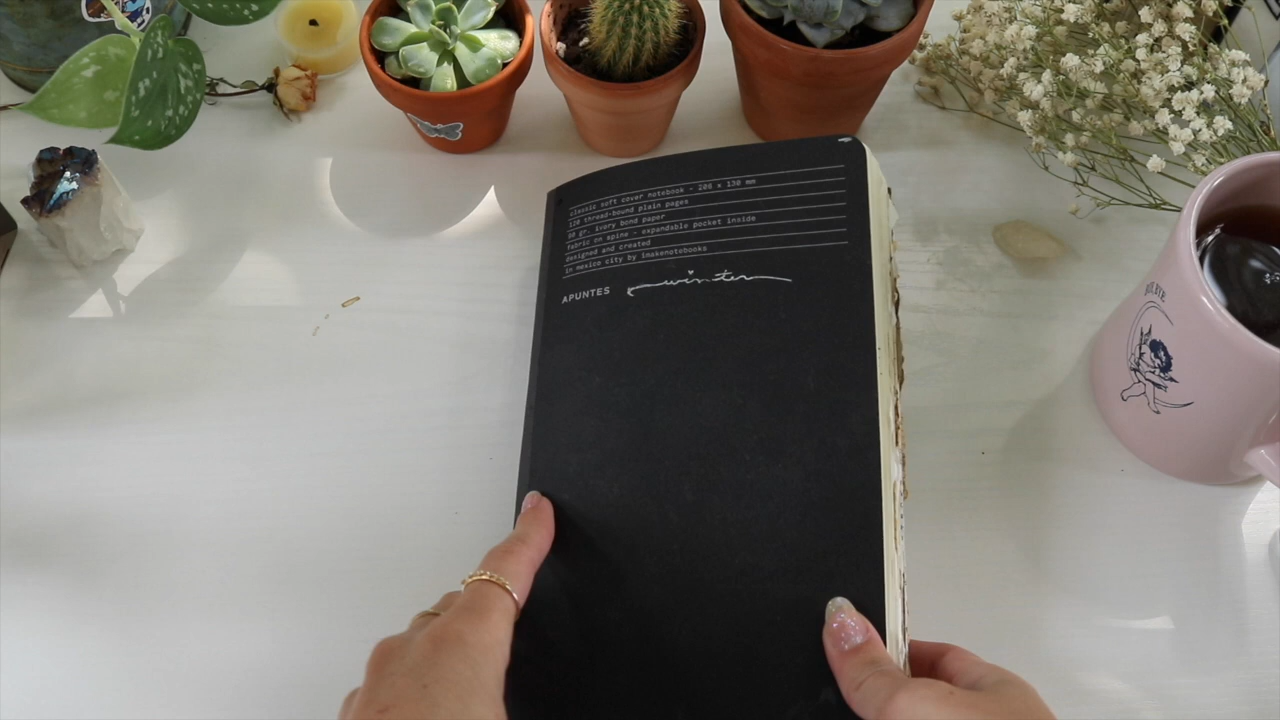 classic soft cover notebook - 208 x 130 mm
120 thread-bound plain pages
80 gr. ivory bond paper
fabric on spine - expandable pocket inside
designed and created
in mexico city by imakenotebooks
APUNTES winter